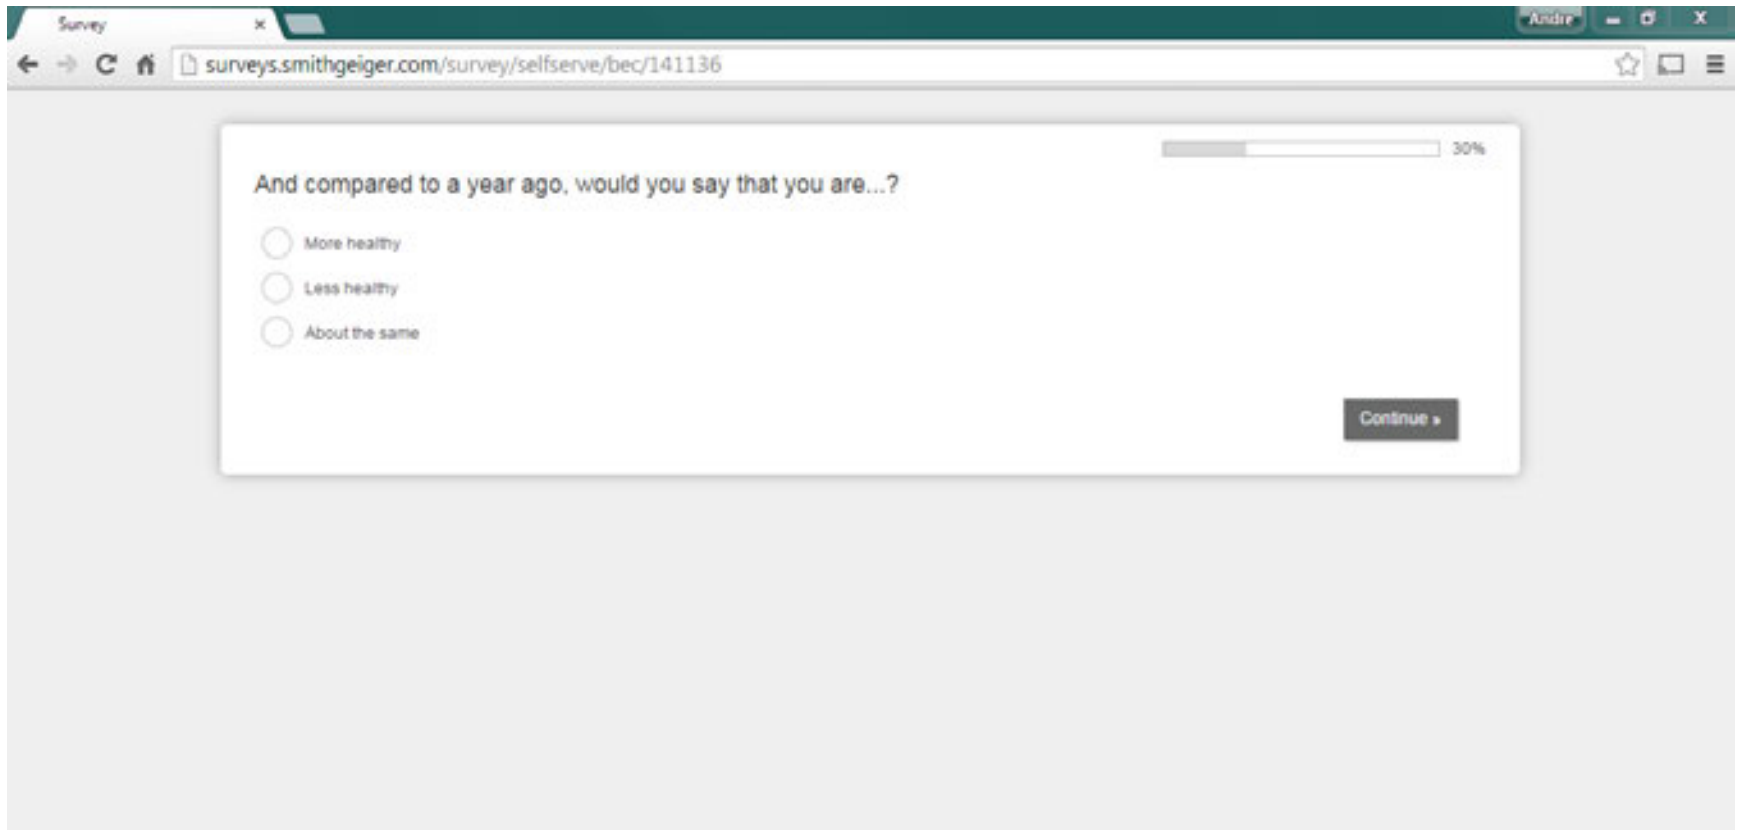 Survey
Andre
surveys.smithgeiger.com/survey/selfserve/bec/141136
30%
And compared to a year ago, would you say that you are...?
More healthy
Less healthy
About the same
Continue »